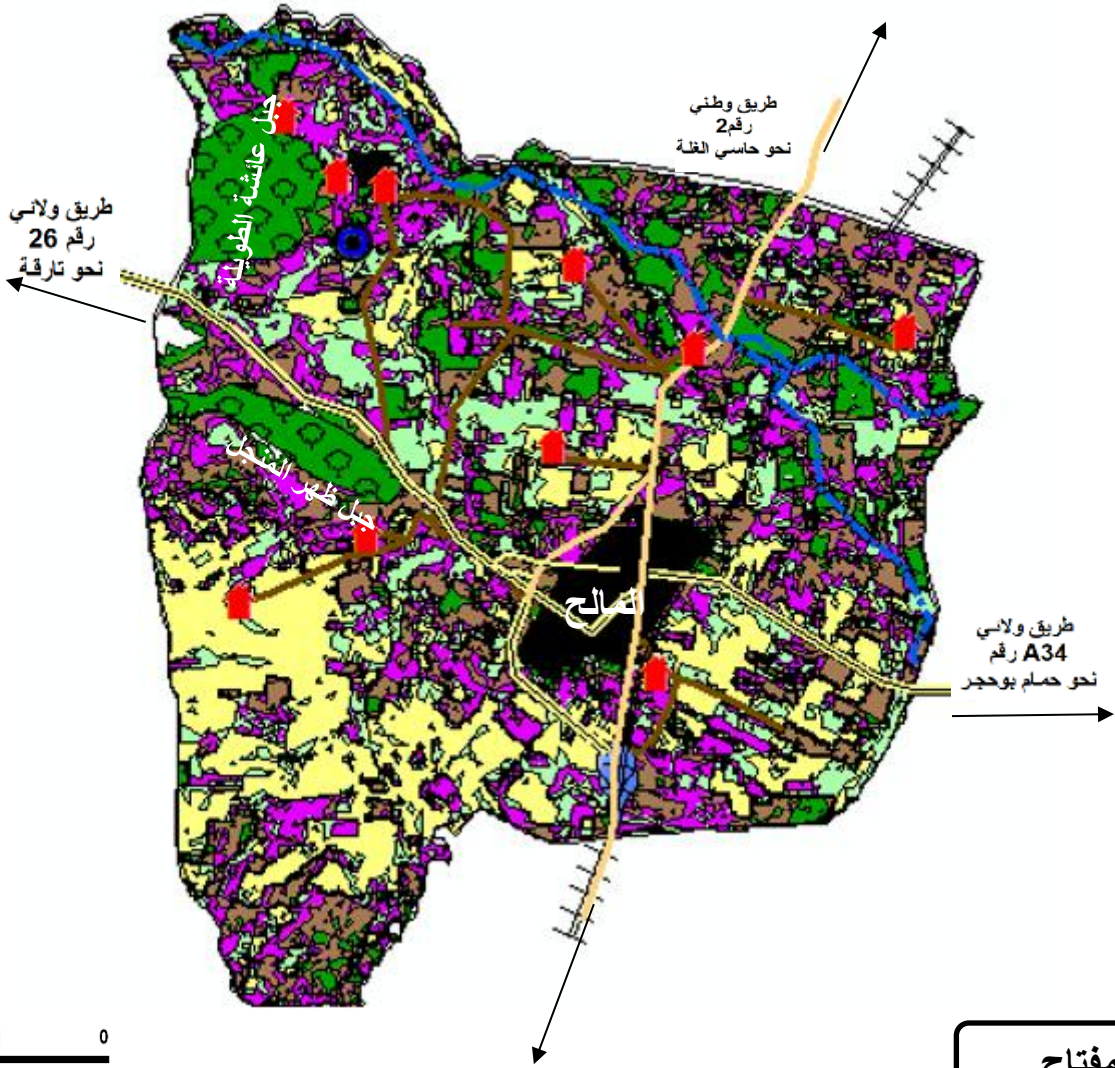 طريق وطني
رقم2
نحو حاسي الغلة
جبل عائشة الطويلة
طريق ولائي
رقم 26
نحو تارقة
جبل ظهر المنجل
المالح
طريق ولائي
رقم A34
نحو حمام بوحجر
0
مفتاح